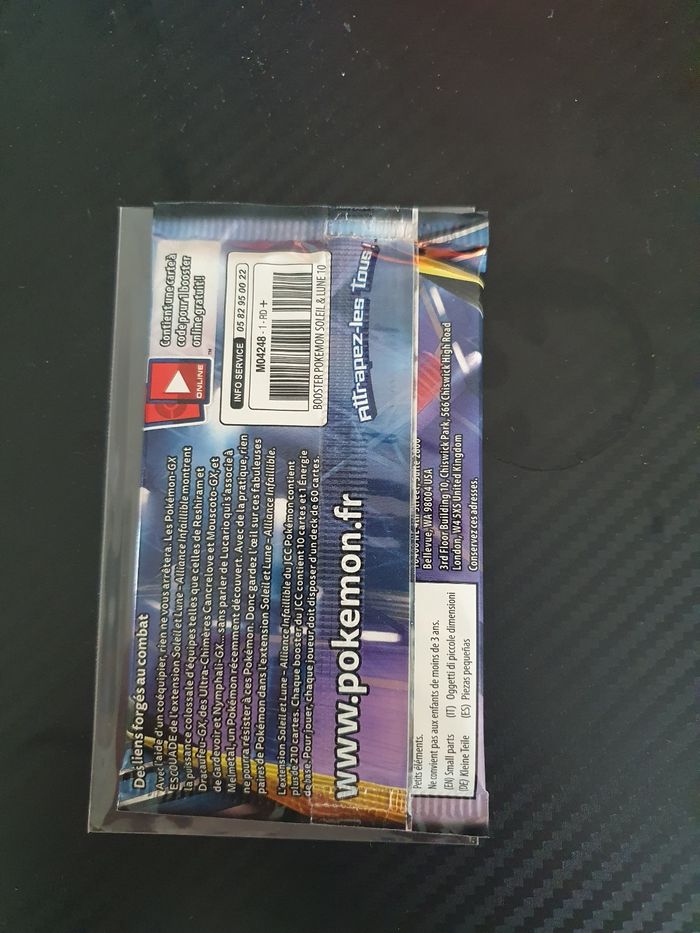 Des liens forgés au combat
Avec l'aide d'un coéquipier, rien ne vous arrêtera. Les Pokémon-GX
ESCOUADE de l'extension Soleil et Lune – Alliance Infaillible montrent
la puissance colossale d'équipes telles que celles de Reshiram et
Dracaufeu-GX, des Ultra-Chimères Cancrelove et Mouscoto-GX, et
de Gardevoir et Nymphali-GX... sans parler de Lucario qui s'associe à
Melmetal, un Pokémon récemment découvert. Avec de la pratique, rien
ne pourra résister à ces Pokémon. Donc gardez l'œil sur ces fabuleuses
paires de Pokémon dans l'extension Soleil et Lune – Alliance Infaillible.
L'extension Soleil et Lune – Alliance Infaillible du JCC Pokémon contient
plus de 210 cartes. Chaque booster du JCC contient 10 cartes et 1 Énergie
de base. Pour jouer, chaque joueur doit disposer d'un deck de 60 cartes.
ONLINE
TM
Contient une carte à
code pour 1 booster
online gratuit!
INFO SERVICE 05 82 95 00 22
M04248 - 1 - RD +
BOOSTER POKEMON SOLEIL & LUNE 10
www.pokemon.fr
Attrapez-les Tous!
Petits éléments.
Ne convient pas aux enfants de moins de 3 ans.
(EN) Small parts (IT) Oggetti di piccole dimensioni
(DE) Kleine Teile (ES) Piezas pequeñas
Bellevue, WA 98004 USA
3rd Floor Building 10, Chiswick Park, 566 Chiswick High Road
London, W4 5XS United Kingdom
Conservez ces adresses.